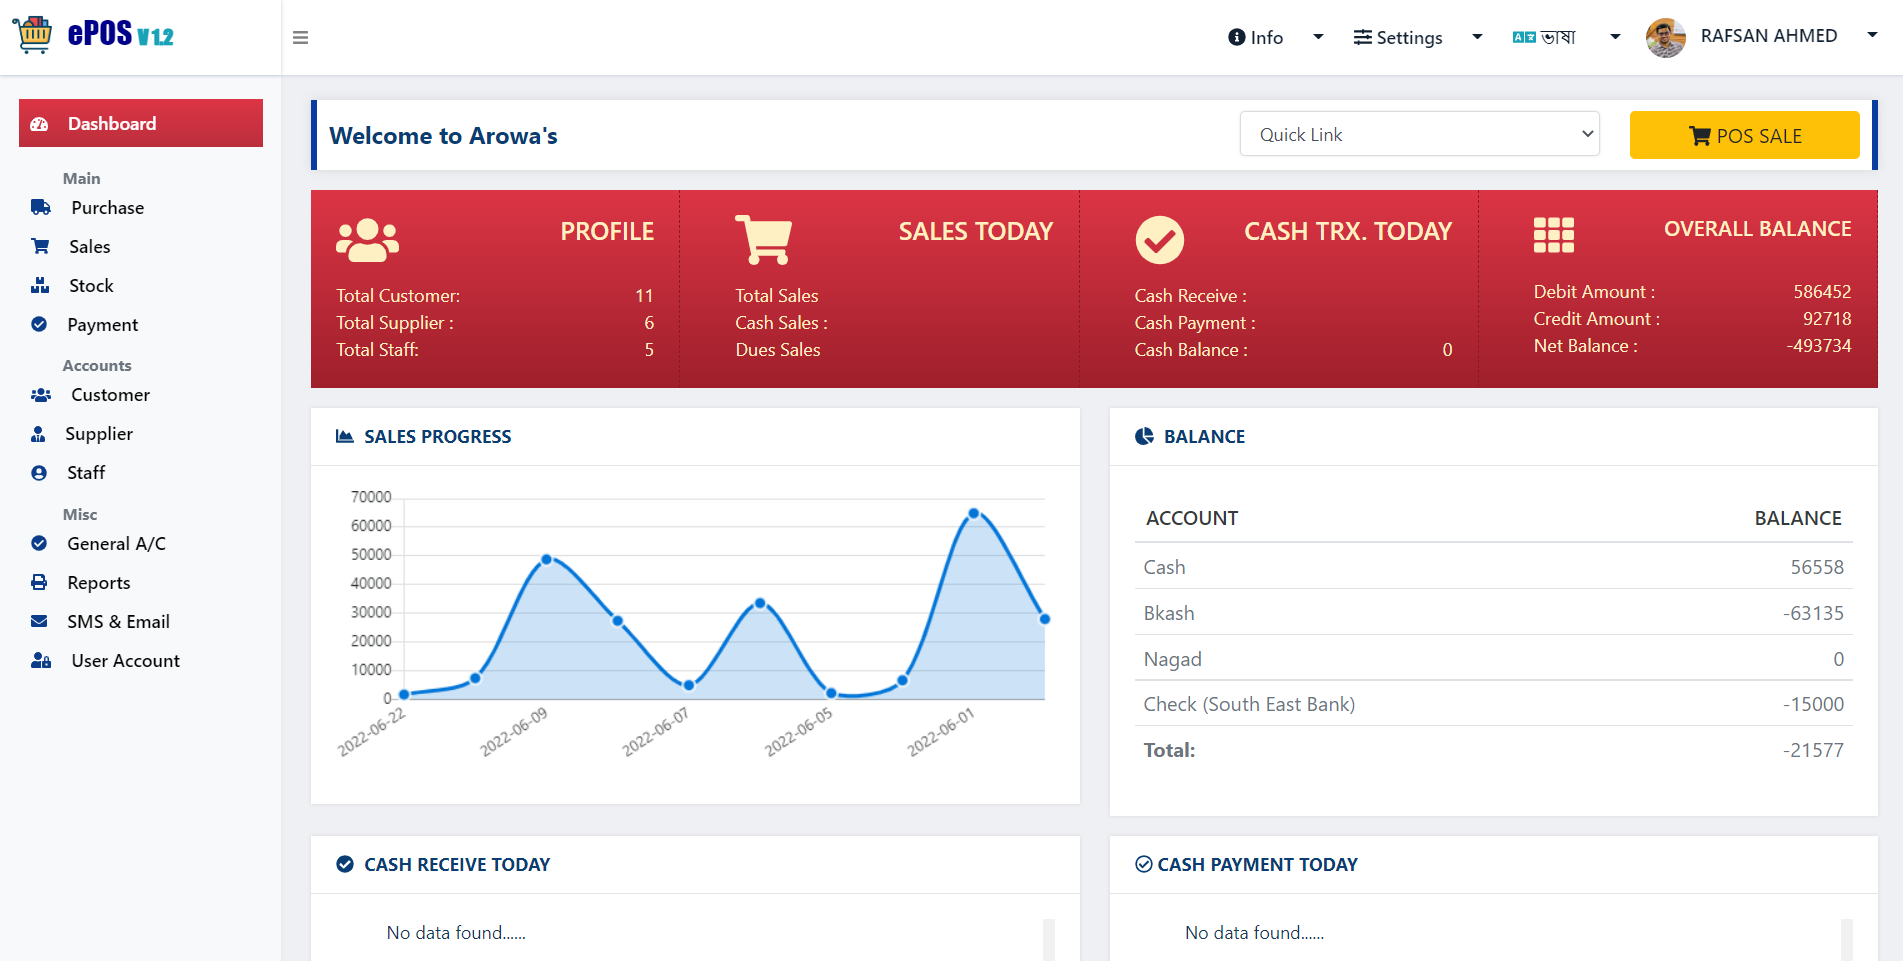 ePOS V 1.2
Info
Settings
ভাষা
RAFSAN AHMED
Dashboard
Main
Purchase
Sales
Stock
Payment
Accounts
Customer
Supplier
Staff
Misc
General A/C
Reports
SMS & Email
User Account
Welcome to Arowa's
Quick Link
POS SALE
PROFILE
Total Customer: 11
Total Supplier : 6
Total Staff: 5
SALES TODAY
Total Sales
Cash Sales :
Dues Sales
CASH TRX. TODAY
Cash Receive :
Cash Payment :
Cash Balance : 0
OVERALL BALANCE
Debit Amount : 586452
Credit Amount : 92718
Net Balance : -493734
SALES PROGRESS
70000
60000
50000
40000
30000
20000
10000
0
2022-06-22 2022-06-09 2022-06-07 2022-06-05 2022-06-01
BALANCE
ACCOUNT BALANCE
Cash 56558
Bkash -63135
Nagad 0
Check (South East Bank) -15000
Total: -21577
CASH RECEIVE TODAY
No data found......
CASH PAYMENT TODAY
No data found......